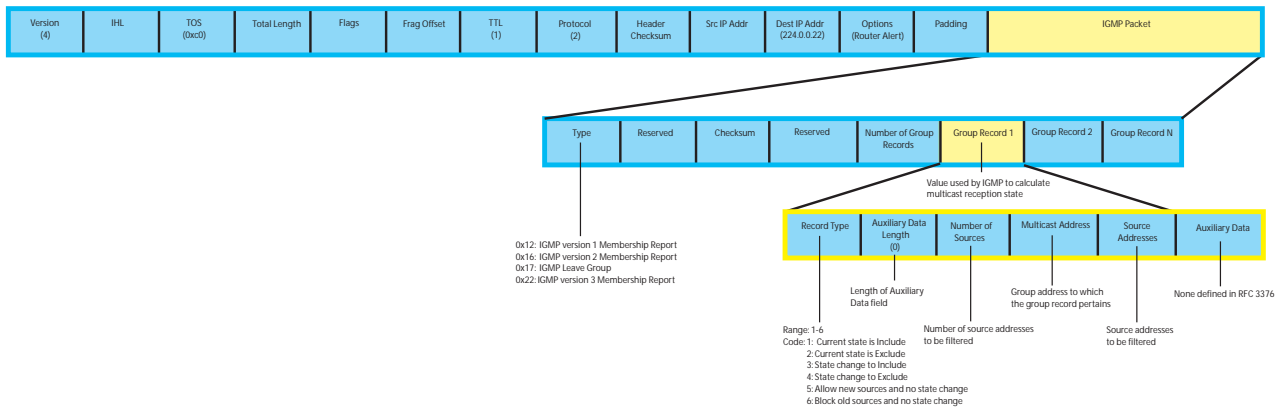 Version
(4)
IHL
TOS
(0xc0)
Total Length
Flags
Frag Offset
TTL
(1)
Protocol
(2)
Header
Checksum
Src IP Addr
Dest IP Addr
(224.0.0.22)
Options
(Router Alert)
Padding
IGMP Packet
Type
Reserved
Checksum
Reserved
Number of Group
Records
Group Record 1
Group Record 2
Group Record N
Value used by IGMP to calculate
multicast reception state
0x12: IGMP version 1 Membership Report
0x16: IGMP version 2 Membership Report
0x17: IGMP Leave Group
0x22: IGMP version 3 Membership Report
Record Type
Auxiliary Data
Length
(0)
Number of
Sources
Multicast Address
Source
Addresses
Auxiliary Data
Length of Auxiliary
Data field
Group address to which
the group record pertains
None defined in RFC 3376
Range: 1-6
Code: 1: Current state is Include
2: Current state is Exclude
3: State change to Include
4: State change to Exclude
5: Allow new sources and no state change
6: Block old sources and no state change
Number of source addresses
to be filtered
Source addresses
to be filtered